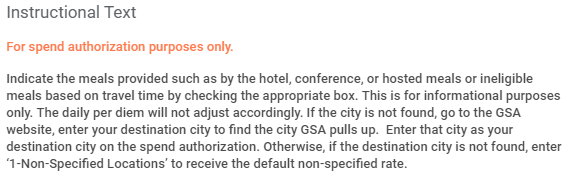 Instructional Text
For spend authorization purposes only.
Indicate the meals provided such as by the hotel, conference, or hosted meals or ineligible
meals based on travel time by checking the appropriate box. This is for informational purposes
only. The daily per diem will not adjust accordingly. If the city is not found, go to the GSA
website, enter your destination city to find the city GSA pulls up.  Enter that city as your
destination city on the spend authorization. Otherwise, if the destination city is not found, enter
‘1-Non-Specified Locations’ to receive the default non-specified rate.